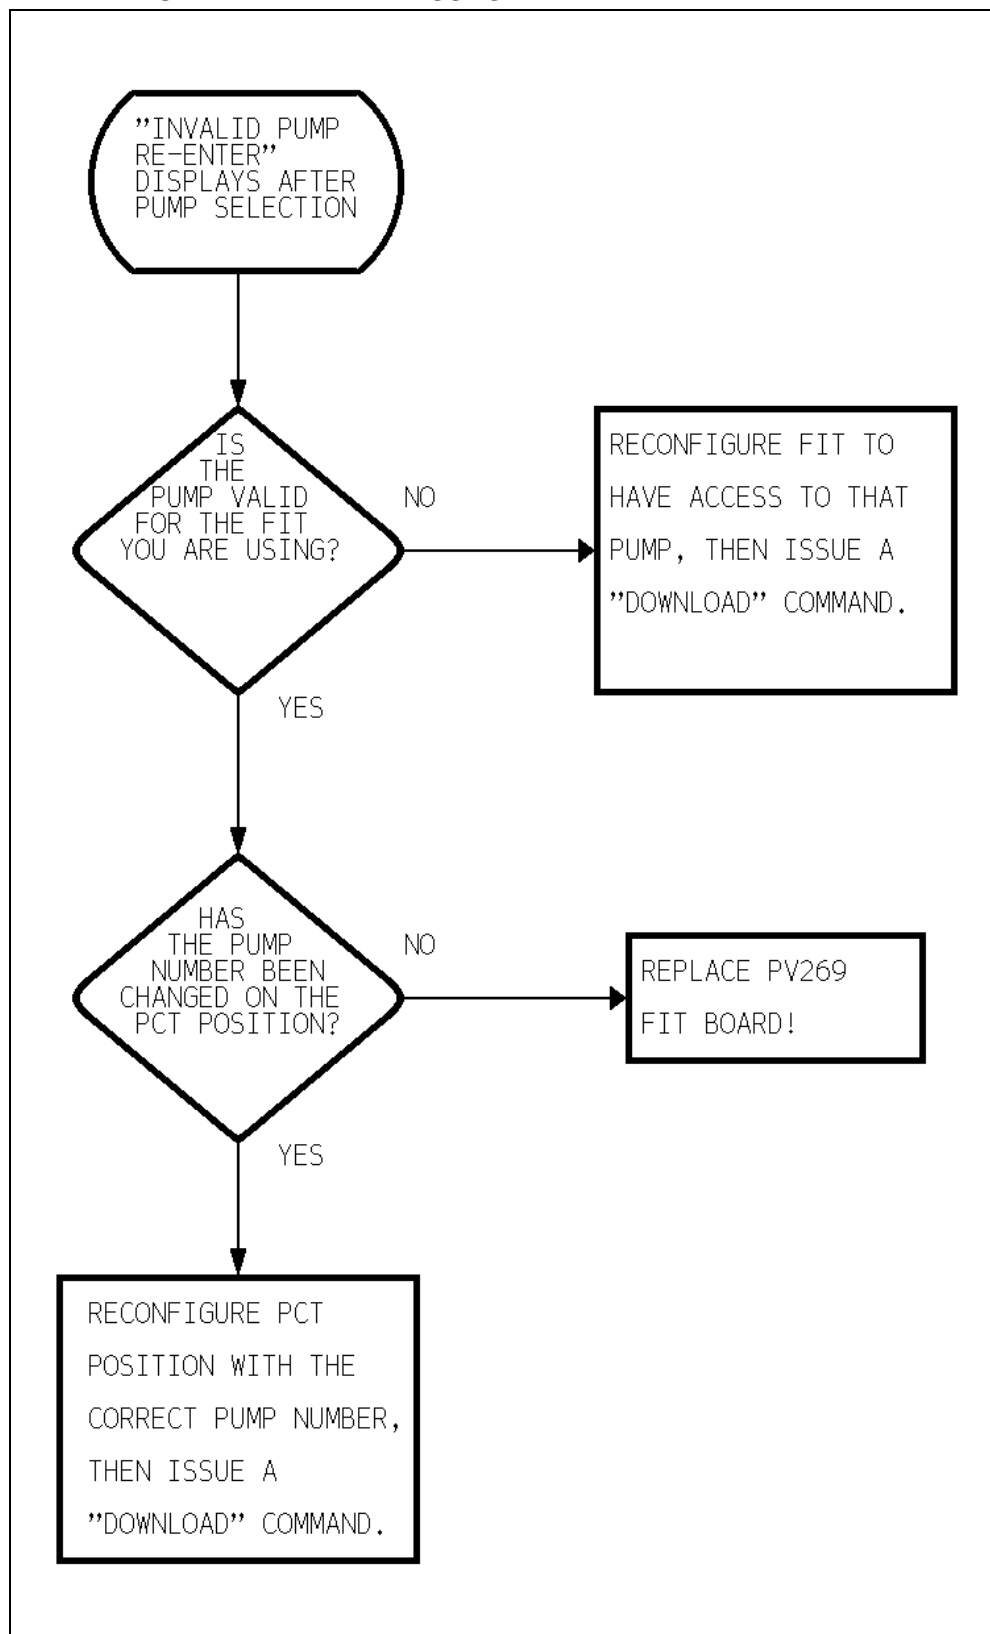 ”INVALID PUMP
RE-ENTER”
DISPLAYS AFTER
PUMP SELECTION
IS
THE
PUMP VALID
FOR THE FIT
YOU ARE USING?
NO
RECONFIGURE FIT TO
HAVE ACCESS TO THAT
PUMP, THEN ISSUE A
”DOWNLOAD” COMMAND.
YES
HAS
THE PUMP
NUMBER BEEN
CHANGED ON THE
PCT POSITION?
NO
REPLACE PV269
FIT BOARD!
YES
RECONFIGURE PCT
POSITION WITH THE
CORRECT PUMP NUMBER,
THEN ISSUE A
”DOWNLOAD” COMMAND.